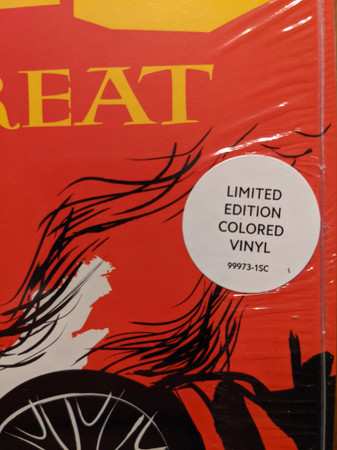 REAT
LIMITED
EDITION
COLORED
VINYL
99973-1SC